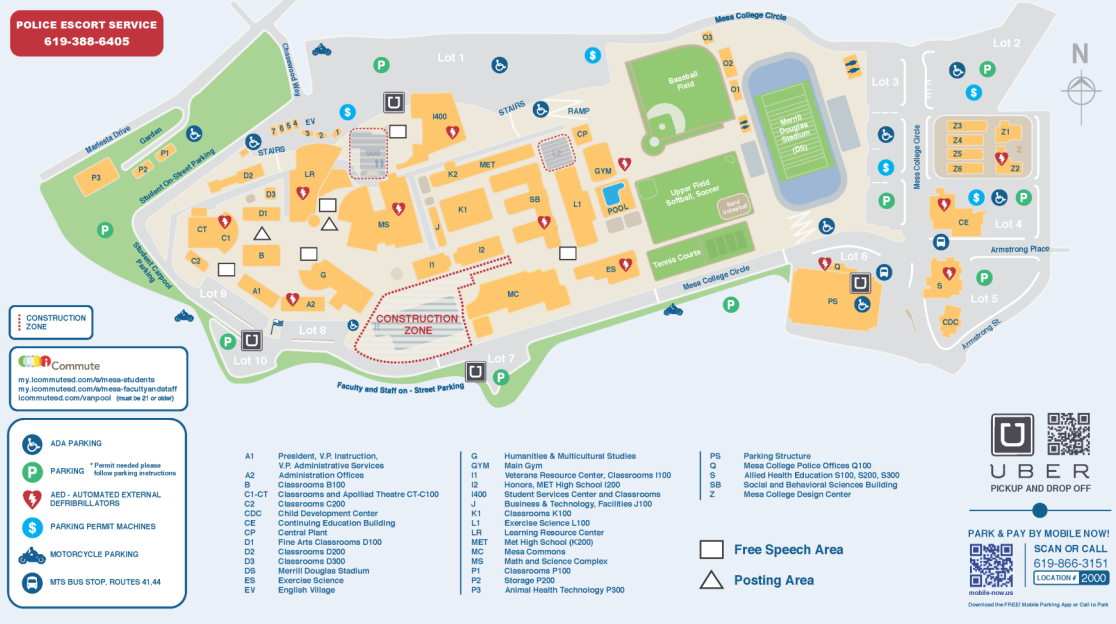 POLICE ESCORT SERVICE
619-388-6405
Mesa College Circle
Lot 1
Lot 2
Lot 3
N
Chasewood Way
Marlesta Drive
Garden
P1
P2
P3
Student On-Street Parking
STAIRS
7 6 5 4 EV
3 2 1
I400
STAIRS
RAMP
O3
O2
O1
Baseball
Field
Merrill
Douglas
Stadium
(DS)
Mesa College Circle
Z3
Z4
Z5
Z6
Z1
Z
Z2
D2
D3
D1
LR
K2
MET
CP
GYM
POOL
Upper Field
Softball, Soccer
Sand
Volleyball
Tennis Courts
CT
C1
C2
B
MS
K1
J
SB
L1
I2
I1
G
A1
A2
ES
MC
CE
Lot 4
Armstrong Place
Lot 6
Q
PS
S
Lot 5
CDC
Armstrong St.
Mesa College Circle
Student Carpool
Parking
Lot 9
Lot 8
Lot 10
Lot 7
CONSTRUCTION
ZONE
Faculty and Staff on - Street Parking
CONSTRUCTION
ZONE
iCommute
my.icommutesd.com/s/mesa-students
my.icommutesd.com/s/mesa-facultyandstaff
icommutesd.com/vanpool (must be 21 or older)
ADA PARKING
PARKING * Permit needed please
follow parking instructions
AED - AUTOMATED EXTERNAL
DEFIBRILLATORS
PARKING PERMIT MACHINES
MOTORCYCLE PARKING
MTS BUS STOP, ROUTES 41,44
A1 President, V.P. Instruction,
V.P. Administrative Services
A2 Administration Offices
B Classrooms B100
C1-CT Classrooms and Apolliad Theatre CT-C100
C2 Classrooms C200
CDC Child Development Center
CE Continuing Education Building
CP Central Plant
D1 Fine Arts Classrooms D100
D2 Classrooms D200
D3 Classrooms D300
DS Merrill Douglas Stadium
ES Exercise Science
EV English Village
G Humanities & Multicultural Studies
GYM Main Gym
I1 Veterans Resource Center, Classrooms I100
I2 Honors, MET High School I200
I400 Student Services Center and Classrooms
J Business & Technology, Facilities J100
K1 Classrooms K100
L1 Exercise Science L100
LR Learning Resource Center
MET Met High School (K200)
MC Mesa Commons
MS Math and Science Complex
P1 Classrooms P100
P2 Storage P200
P3 Animal Health Technology P300
PS Parking Structure
Q Mesa College Police Offices Q100
S Allied Health Education S100, S200, S300
SB Social and Behavioral Sciences Building
Z Mesa College Design Center
Free Speech Area
Posting Area
UBER
PICKUP AND DROP OFF
PARK & PAY BY MOBILE NOW!
SCAN OR CALL
619-866-3151
LOCATION # 2000
mobile-now.us
Download the FREE! Mobile Parking App or Call to Park